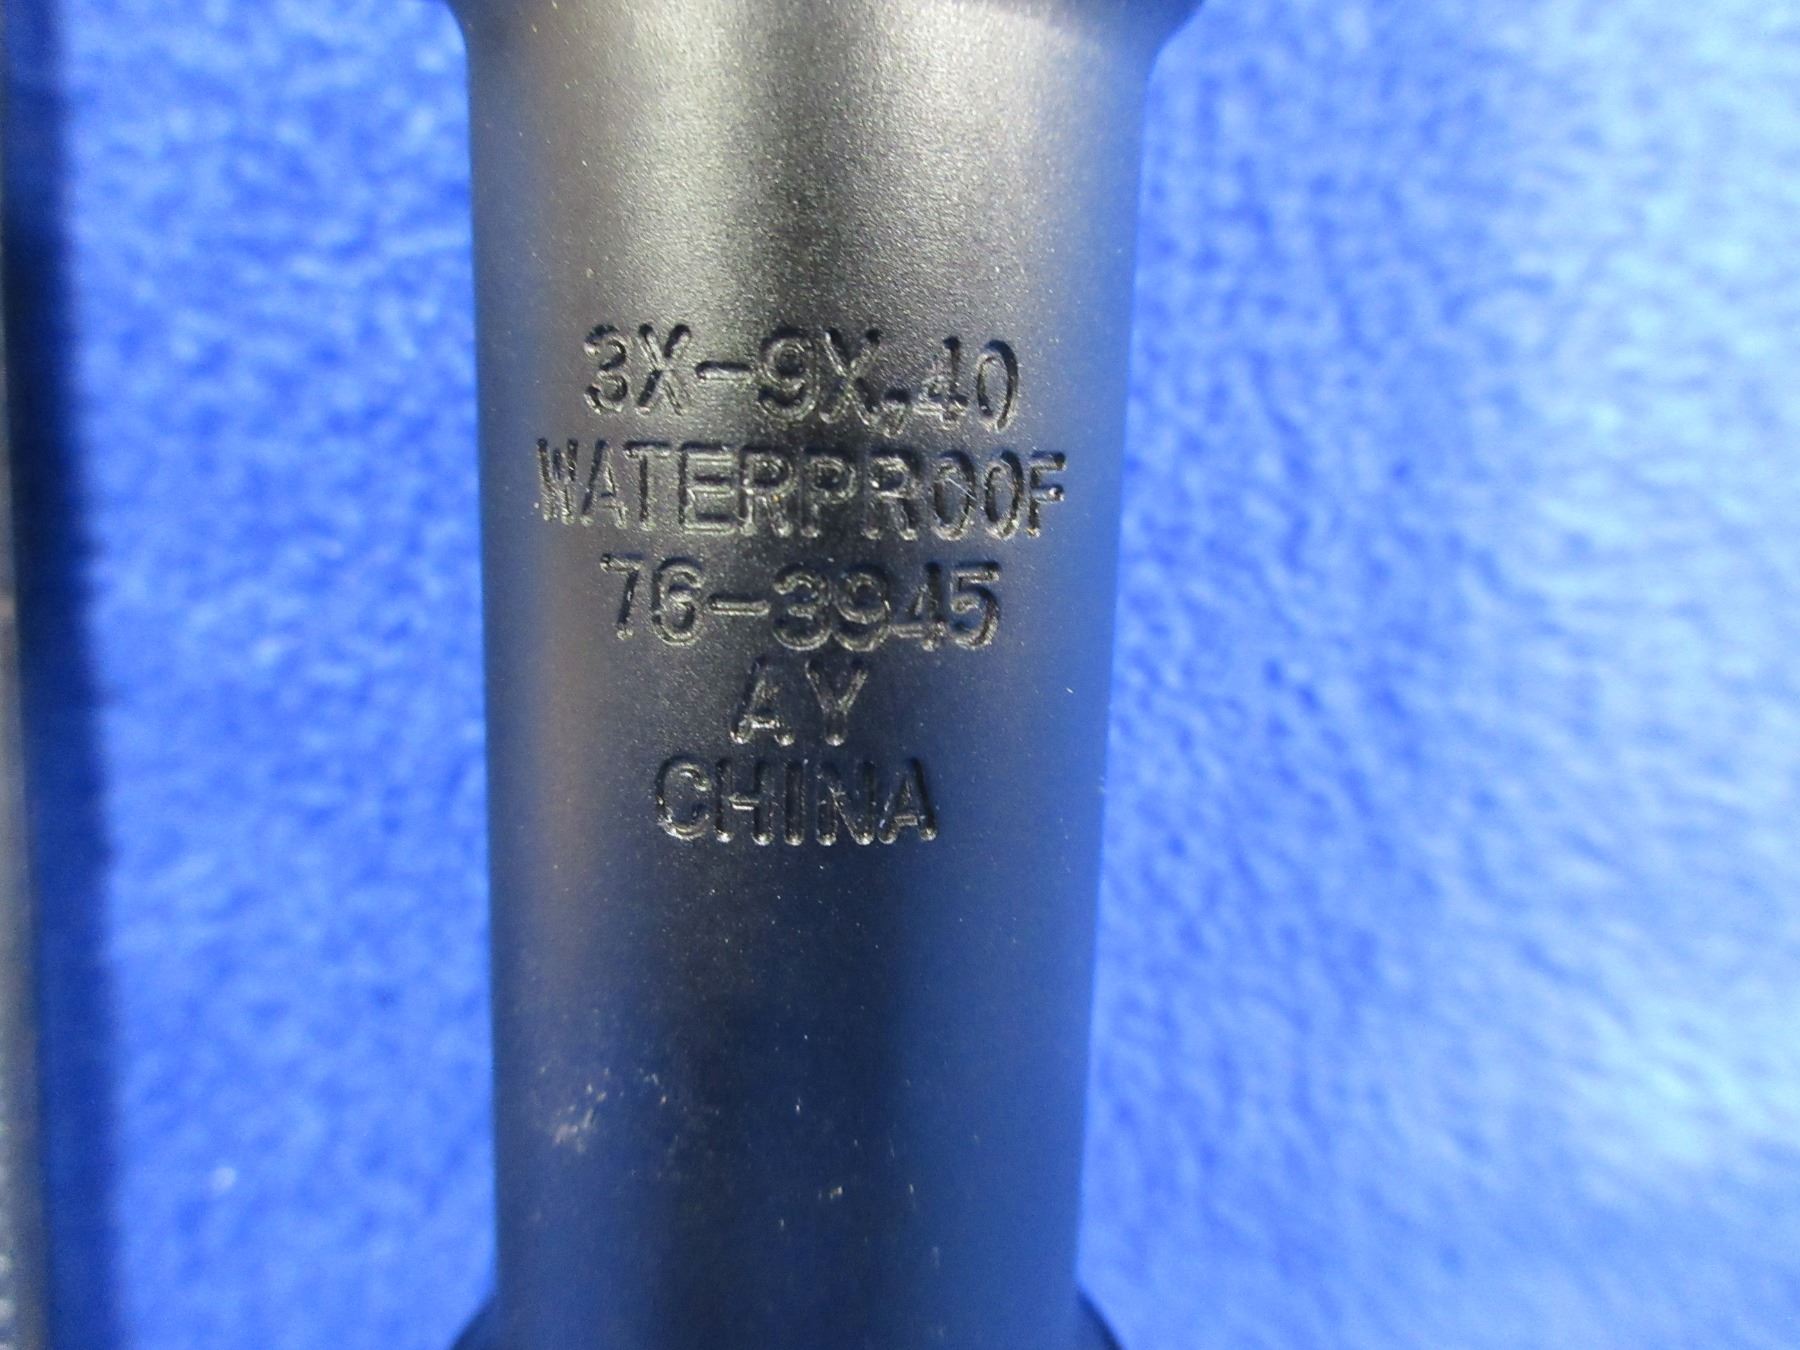 3X-9X,40
WATERPROOF
76-3945
AY
CHINA